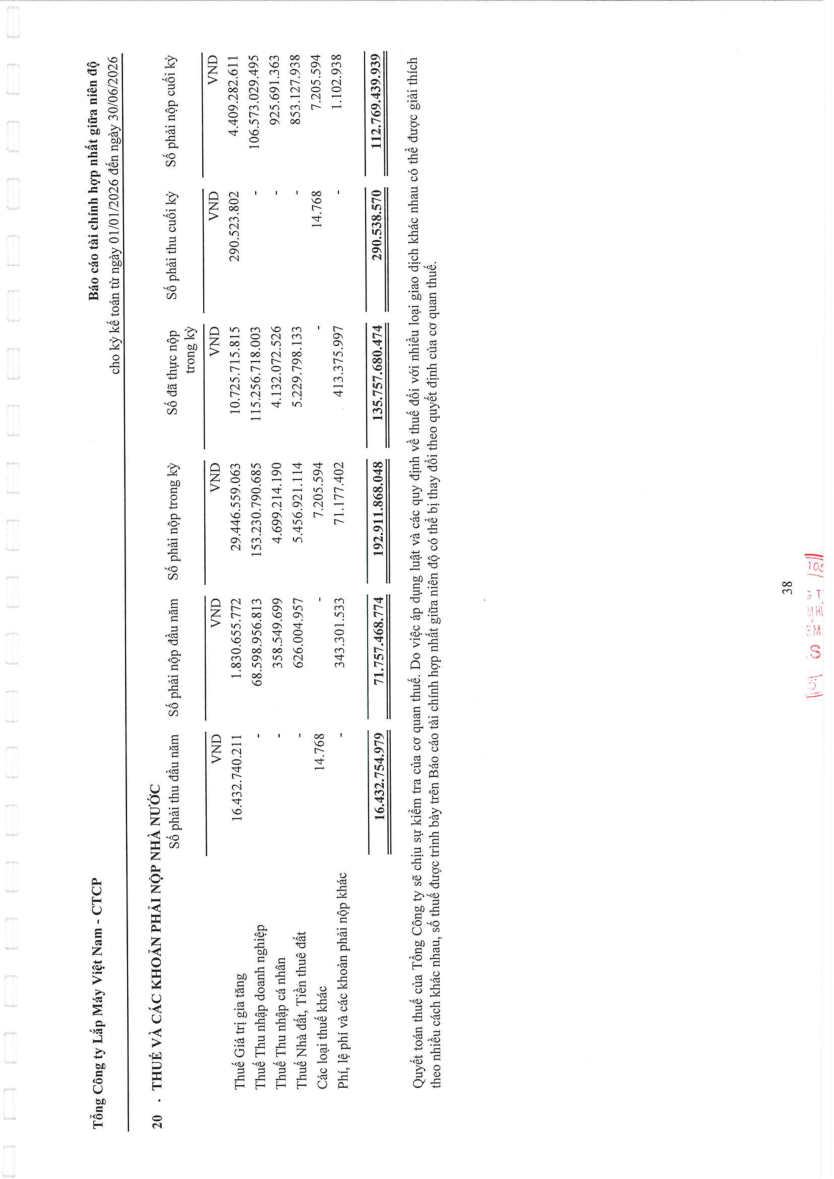 Tổng Công ty Lắp Máy Việt Nam - CTCP
Báo cáo tài chính hợp nhất giữa niên độ
cho kỳ kế toán từ ngày 01/01/2026 đến ngày 30/06/2026
20 . THUẾ VÀ CÁC KHOẢN PHẢI NỘP NHÀ NƯỚC
Số phải thu đầu năm Số phải nộp đầu năm Số phải nộp trong kỳ Số đã thực nộp trong kỳ Số phải thu cuối kỳ Số phải nộp cuối kỳ
VND VND VND VND VND VND
Thuế Giá trị gia tăng 16.432.740.211 1.830.655.772 29.446.559.063 10.725.715.815 290.523.802 4.409.282.611
Thuế Thu nhập doanh nghiệp - 68.598.956.813 153.230.790.685 115.256.718.003 - 106.573.029.495
Thuế Thu nhập cá nhân - 358.549.699 4.699.214.190 4.132.072.526 - 925.691.363
Thuế Nhà đất, Tiền thuê đất - 626.004.957 5.456.921.114 5.229.798.133 - 853.127.938
Các loại thuế khác 14.768 - 7.205.594 - 14.768 7.205.594
Phí, lệ phí và các khoản phải nộp khác - 343.301.533 71.177.402 413.375.997 - 1.102.938
16.432.754.979 71.757.468.774 192.911.868.048 135.757.680.474 290.538.570 112.769.439.939
Quyết toán thuế của Tổng Công ty sẽ chịu sự kiểm tra của cơ quan thuế. Do việc áp dụng luật và các quy định về thuế đối với nhiều loại giao dịch khác nhau có thể được giải thích
theo nhiều cách khác nhau, số thuế được trình bày trên Báo cáo tài chính hợp nhất giữa niên độ có thể bị thay đổi theo quyết định của cơ quan thuế.
38